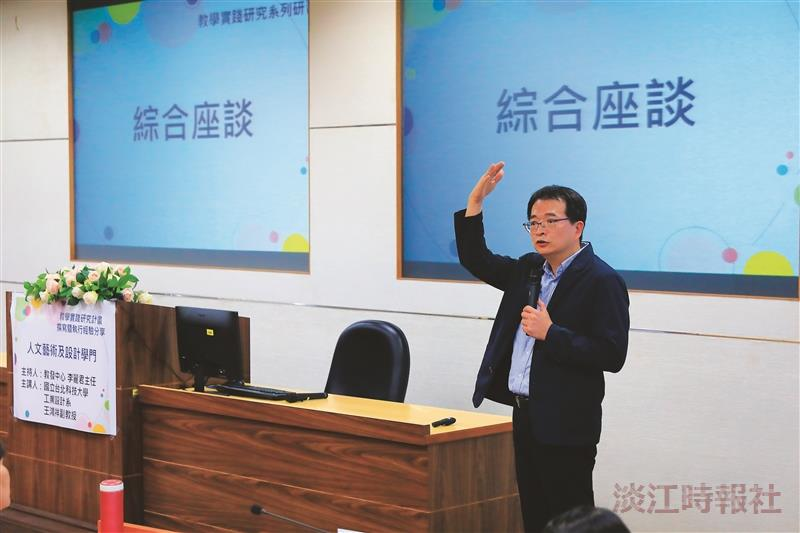 教學實踐研究系列研
綜合座談
綜合座談
教學實踐研究計畫
撰寫暨執行經驗分享
人文藝術及設計學門
主持人：教發中心 李麗君主任
主講人：國立台北科技大學
工業設計系
王鴻祥副教授
淡江時報社